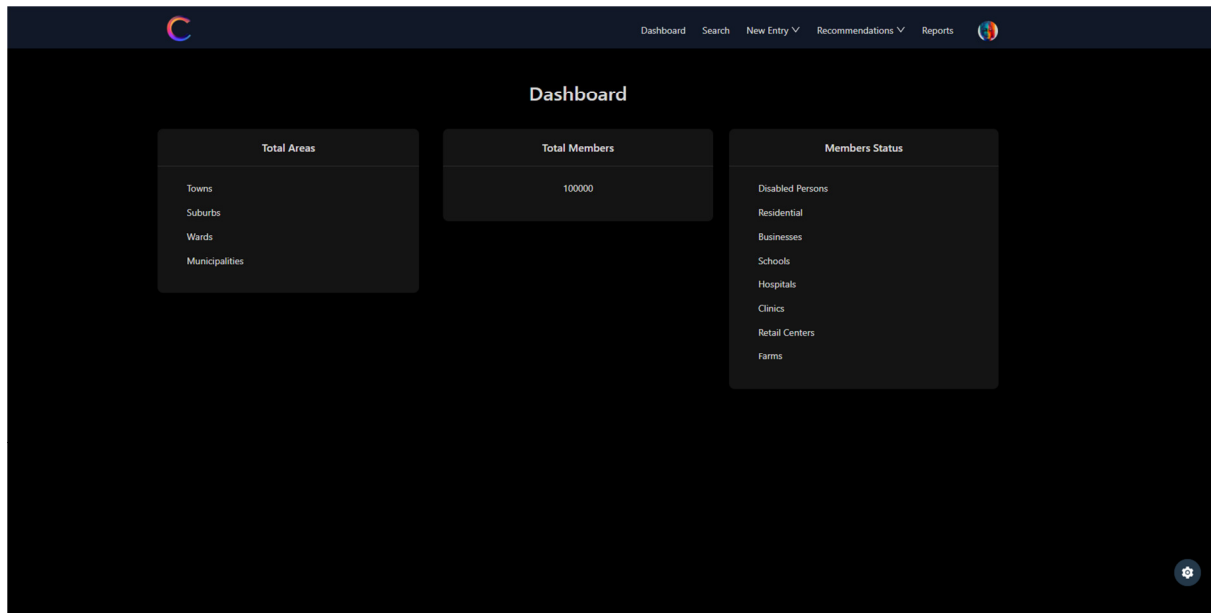 Dashboard Search New Entry Recommendations Reports
Dashboard
Total Areas
Towns
Suburbs
Wards
Municipalities
Total Members
100000
Members Status
Disabled Persons
Residential
Businesses
Schools
Hospitals
Clinics
Retail Centers
Farms